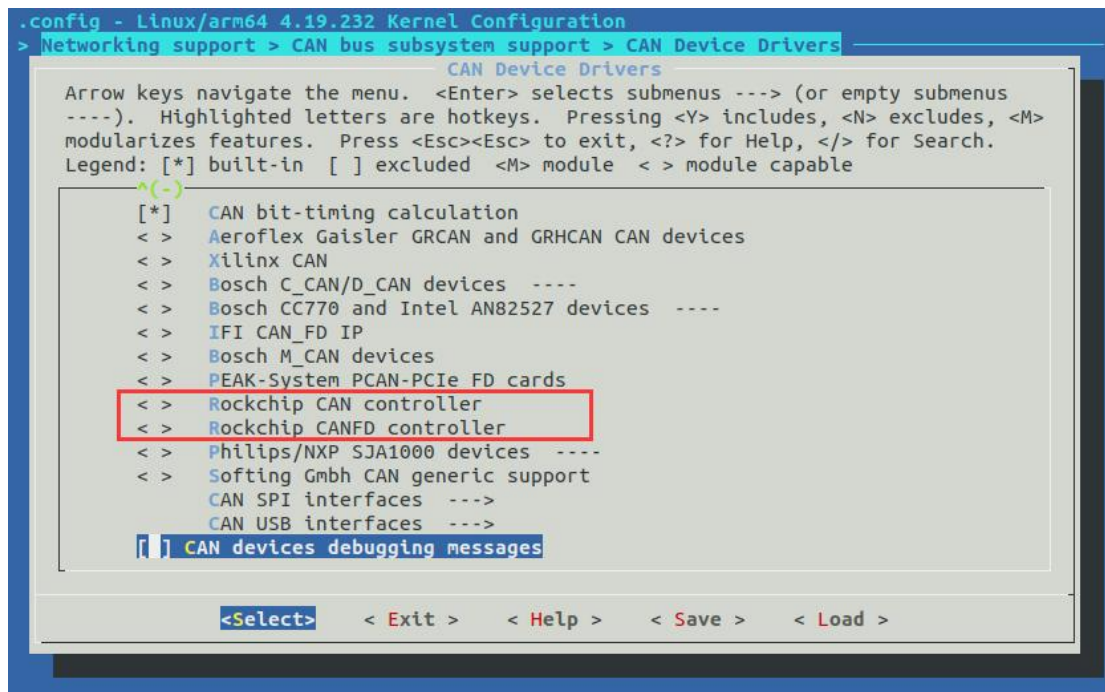 .config - Linux/arm64 4.19.232 Kernel Configuration
> Networking support > CAN bus subsystem support > CAN Device Drivers
CAN Device Drivers
Arrow keys navigate the menu. <Enter> selects submenus ---> (or empty submenus
----). Highlighted letters are hotkeys. Pressing <Y> includes, <N> excludes, <M>
modularizes features. Press <Esc><Esc> to exit, <?> for Help, </> for Search.
Legend: [*] built-in [ ] excluded <M> module < > module capable
^(-)
[*] CAN bit-timing calculation
< > Aeroflex Gaisler GRCAN and GRHCAN CAN devices
< > Xilinx CAN
< > Bosch C_CAN/D_CAN devices ----
< > Bosch CC770 and Intel AN82527 devices ----
< > IFI CAN_FD IP
< > Bosch M_CAN devices
< > PEAK-System PCAN-PCIe FD cards
< > Rockchip CAN controller
< > Rockchip CANFD controller
< > Philips/NXP SJA1000 devices ----
< > Softing Gmbh CAN generic support
CAN SPI interfaces --->
CAN USB interfaces --->
[ ] CAN devices debugging messages
<Select> < Exit > < Help > < Save > < Load >